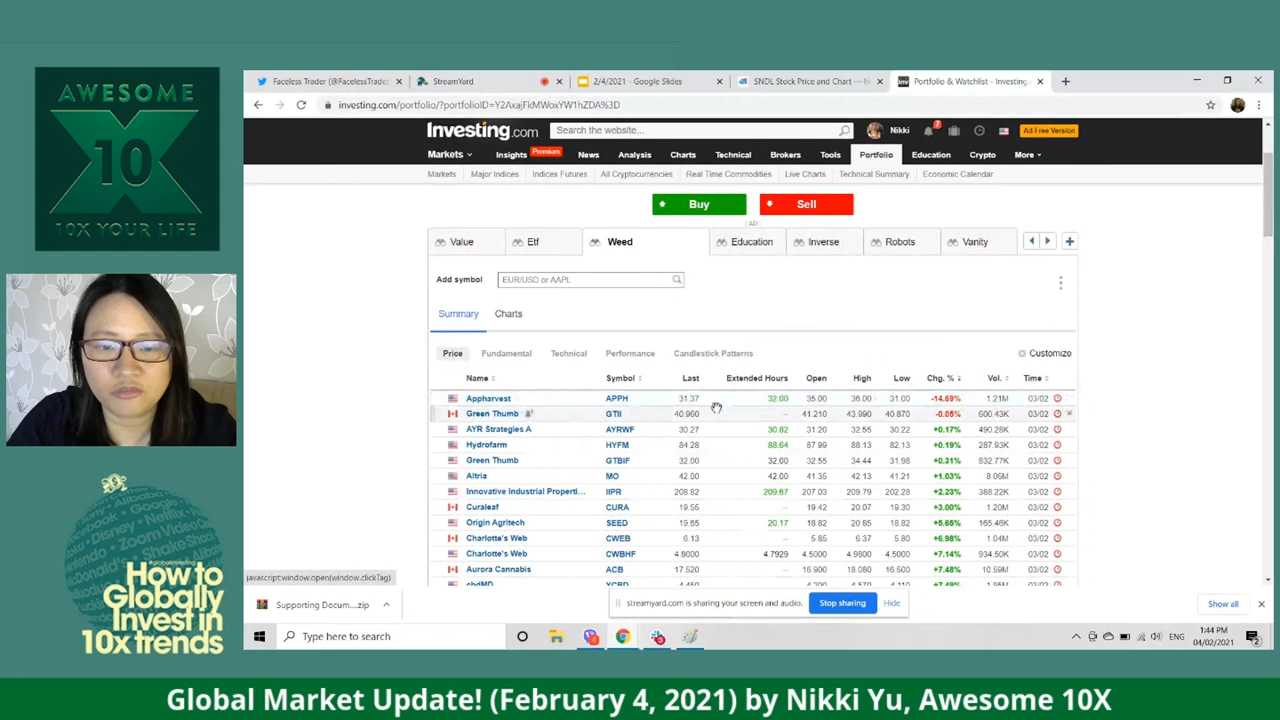 AWESOME
X
10
10X YOUR LIFE
#globalinvesting
How to
Globally
Invest in
10x trends
Faceless Trader (@FacelessTrader
StreamYard
2/4/2021 - Google Slides
SNDL Stock Price and Chart — N
Portfolio & Watchlist - Investing
investing.com/portfolio/?portfolioID=Y2AxajFkMWoxYW1hZDA%3D
Investing.com Search the website... Nikki Ad Free Version
Markets Insights Premium News Analysis Charts Technical Brokers Tools Portfolio Education Crypto More
Markets Major Indices Indices Futures All Cryptocurrencies Real Time Commodities Live Charts Technical Summary Economic Calendar
Buy Sell
| AD |
Value Etf Weed Education Inverse Robots Vanity
Add symbol EUR/USD or AAPL
Summary Charts
Price Fundamental Technical Performance Candlestick Patterns Customize
Name Symbol Last Extended Hours Open High Low Chg. % Vol. Time
Appharvest APPH 31.37 32.00 35.00 36.00 31.00 -14.69% 1.21M 03/02
Green Thumb GTII 40.960 -- 41.210 43.990 40.870 -0.05% 600.43K 03/02
AYR Strategies A AYRWF 30.27 30.82 31.20 32.55 30.22 +0.17% 490.28K 03/02
Hydrofarm HYFM 84.28 88.64 87.99 88.13 82.13 +0.19% 287.93K 03/02
Green Thumb GTBIF 32.00 32.00 32.55 34.44 31.98 +0.31% 832.77K 03/02
Altria MO 42.00 42.00 41.35 42.13 41.21 +1.03% 8.06M 03/02
Innovative Industrial Properti... IIPR 208.82 209.67 207.03 209.79 202.28 +2.23% 388.22K 03/02
Curaleaf CURA 19.55 -- 19.42 20.07 19.30 +3.00% 1.20M 03/02
Origin Agritech SEED 19.65 20.17 18.82 20.85 18.82 +5.65% 165.46K 03/02
Charlotte's Web CWEB 6.13 -- 5.85 6.37 5.80 +6.98% 1.04M 03/02
Charlotte's Web CWBHF 4.8000 4.7929 4.5000 4.9800 4.5000 +7.14% 934.50K 03/02
Aurora Cannabis ACB 17.520 -- 16.900 18.080 16.500 +7.48% 10.59M 03/02
javascript:window.open(window.clickTag)
Supporting Docum....zip
streamyard.com is sharing your screen and audio. Stop sharing Hide
Show all
Type here to search
ENG
1:44 PM
04/02/2021
Global Market Update! (February 4, 2021) by Nikki Yu, Awesome 10X